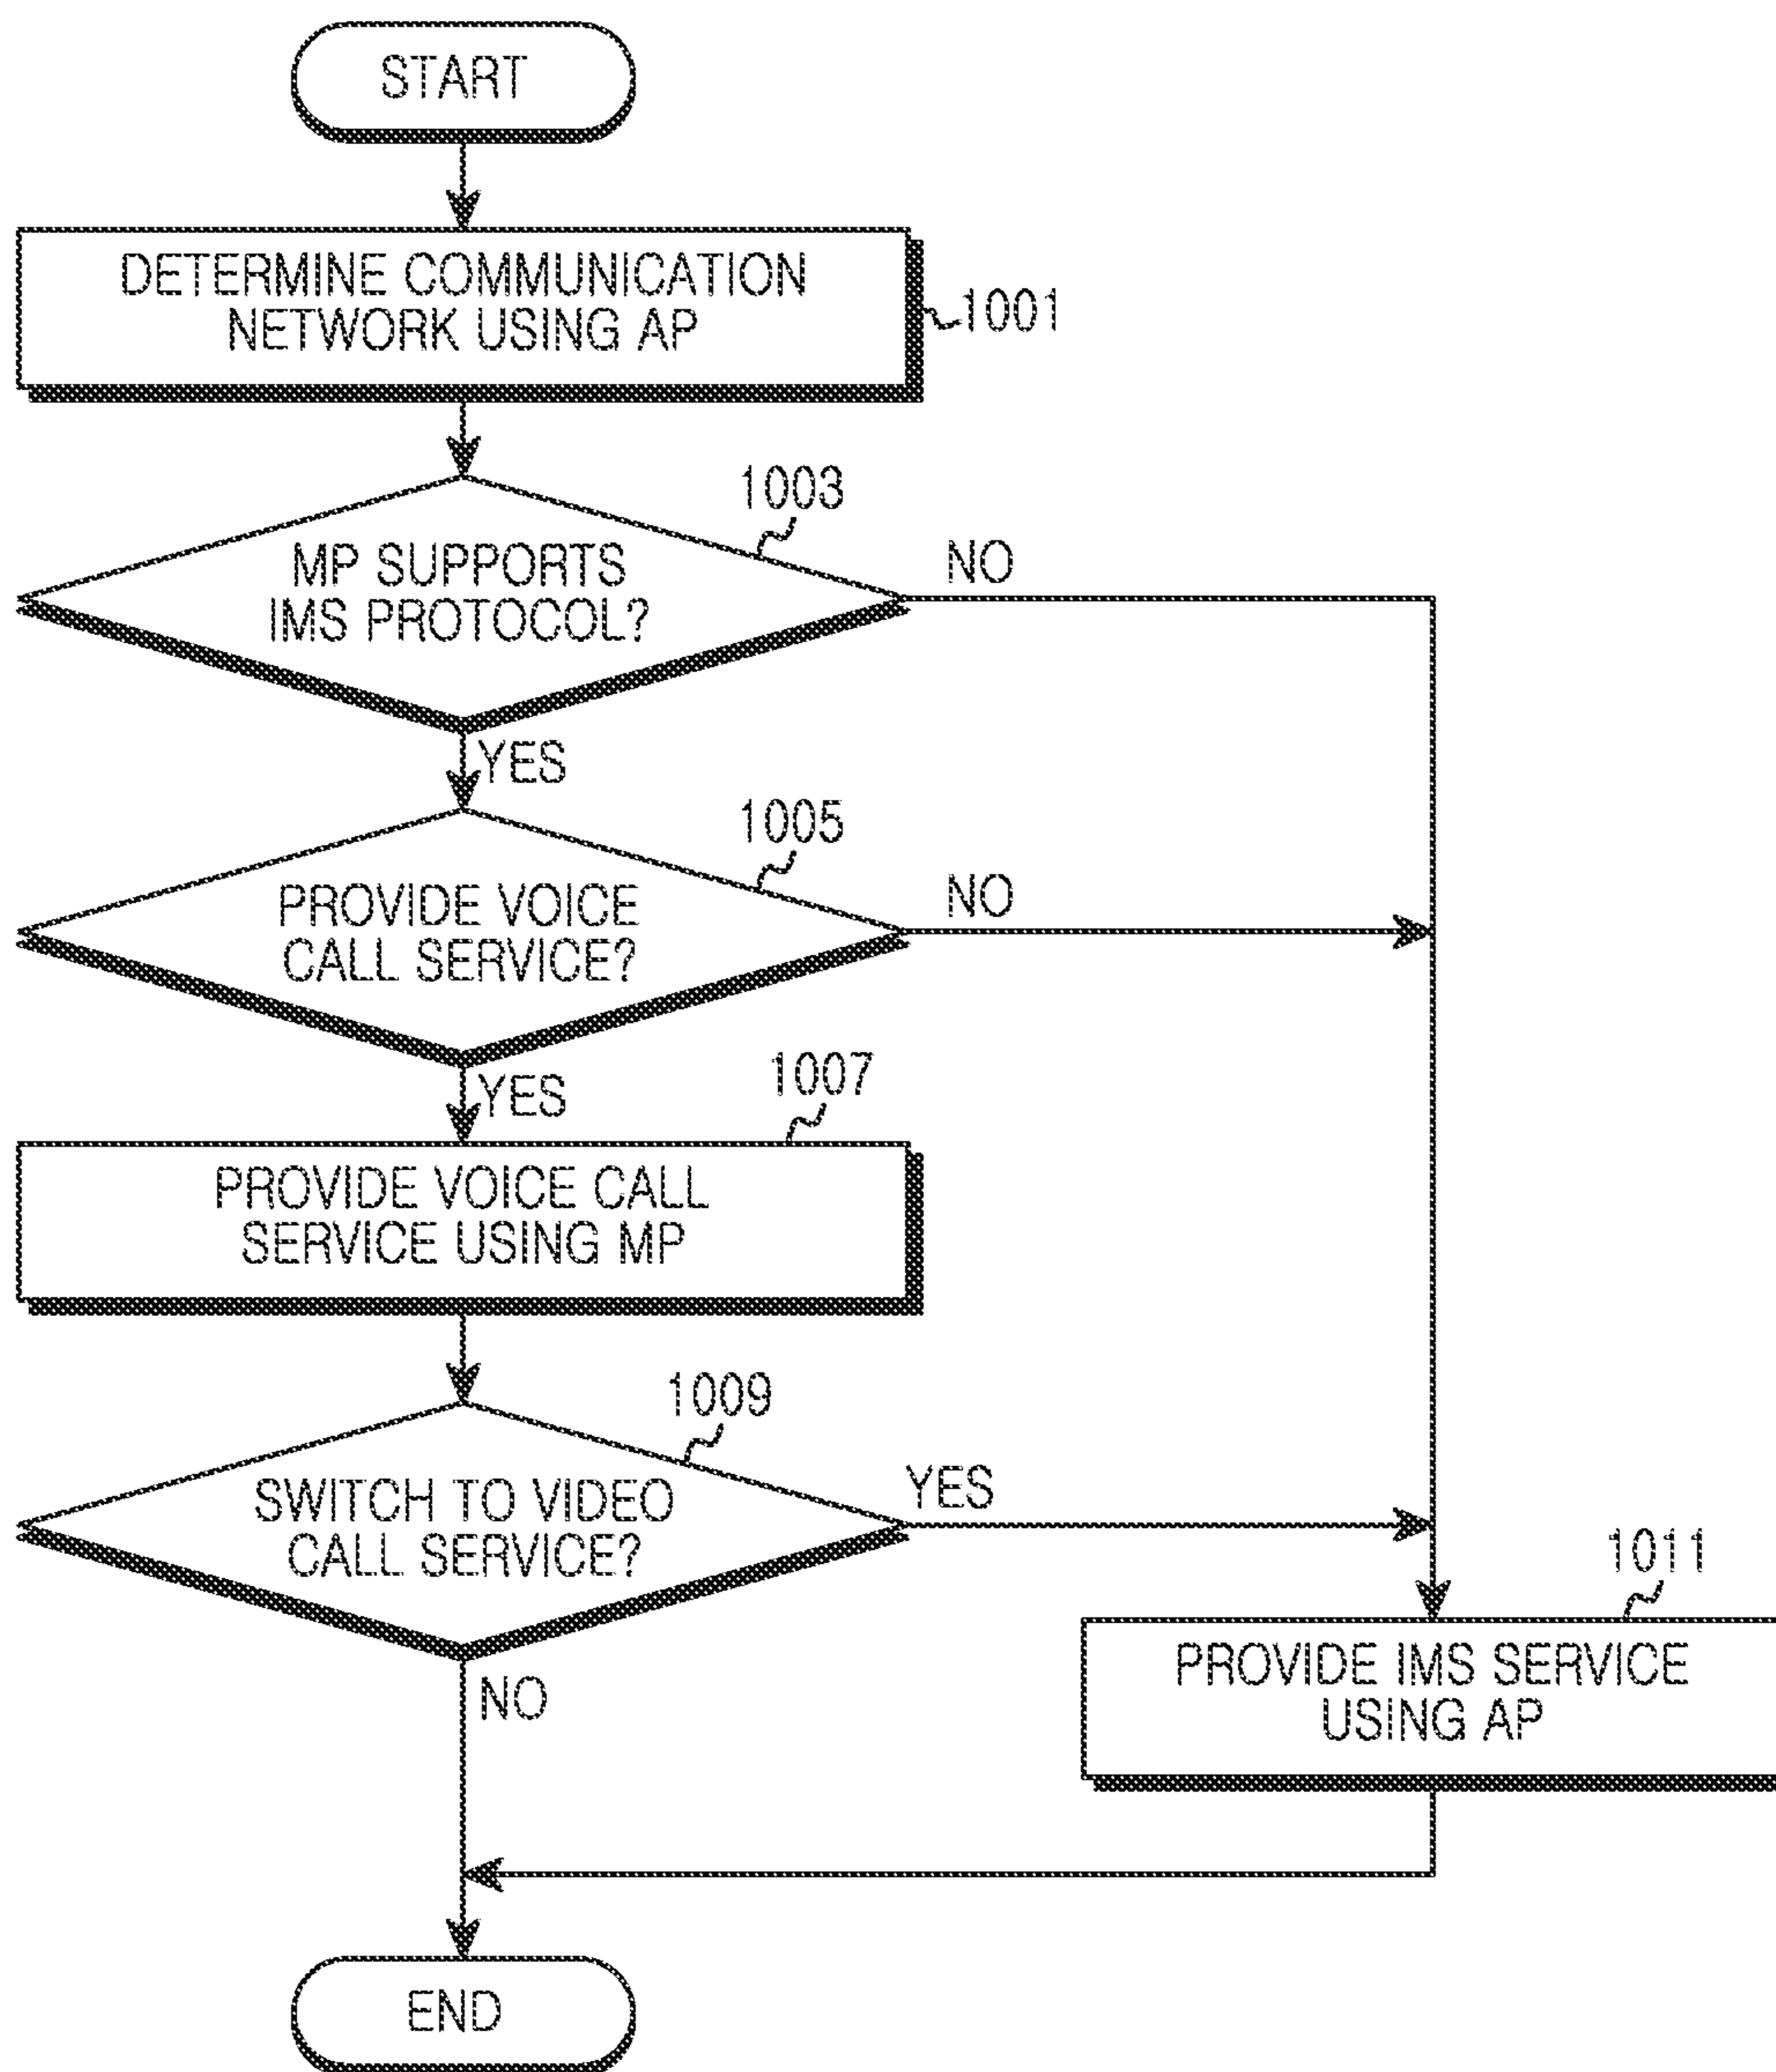 START
DETERMINE COMMUNICATION
NETWORK USING AP
1001
1003
MP SUPPORTS
IMS PROTOCOL?
NO
YES
1005
PROVIDE VOICE
CALL SERVICE?
NO
YES
1007
PROVIDE VOICE CALL
SERVICE USING MP
1009
SWITCH TO VIDEO
CALL SERVICE?
YES
NO
1011
PROVIDE IMS SERVICE
USING AP
END